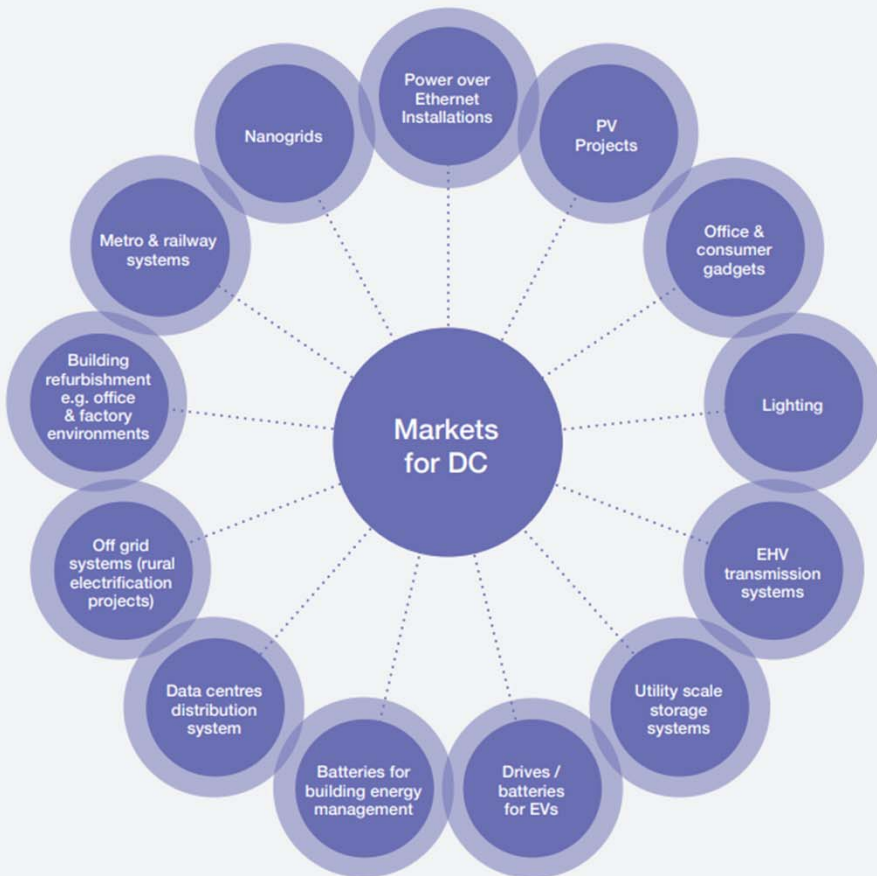 Power over
Ethernet
Installations
PV
Projects
Office &
consumer
gadgets
Lighting
EHV
transmission
systems
Utility scale
storage
systems
Drives /
batteries
for EVs
Batteries for
building energy
management
Data centres
distribution
system
Off grid
systems (rural
electrification
projects)
Building
refurbishment
e.g. office
& factory
environments
Metro & railway
systems
Nanogrids
Markets
for DC